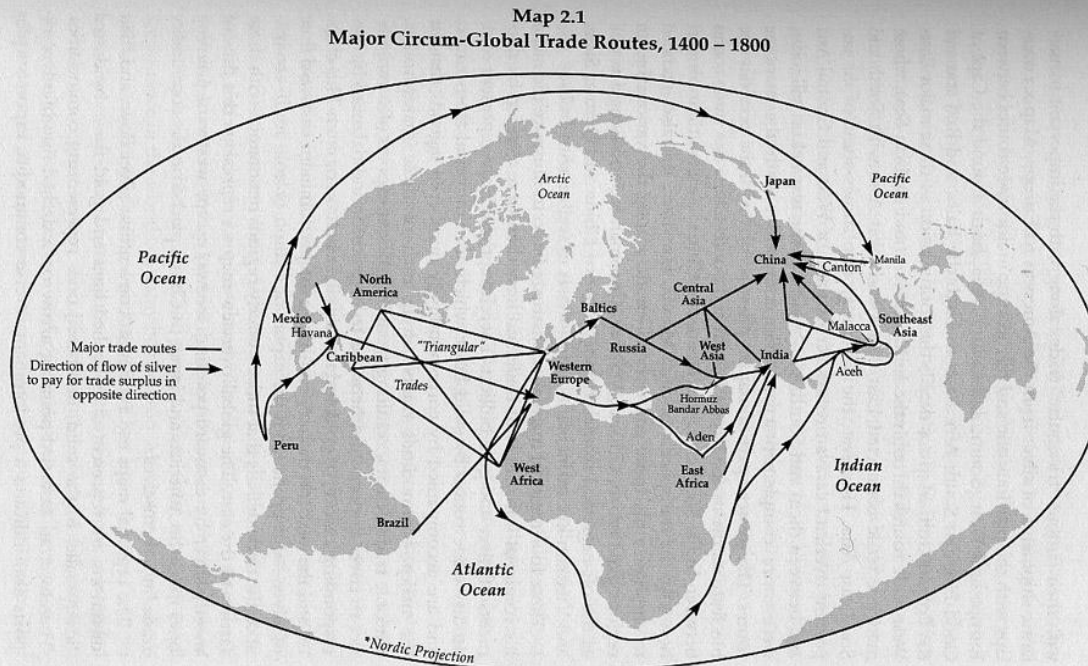 Map 2.1
Major Circum-Global Trade Routes, 1400 – 1800
Arctic
Ocean
Japan
Pacific
Ocean
Pacific
Ocean
China
Canton
Manila
North
America
Central
Asia
Mexico
Havana
Baltics
Malacca
Southeast
Asia
Major trade routes
Direction of flow of silver
to pay for trade surplus in
opposite direction
Caribbean
"Triangular"
Trades
Russia
West
Asia
India
Western
Europe
Aceh
Hormuz
Bandar Abbas
Peru
Aden
West
Africa
East
Africa
Indian
Ocean
Brazil
Atlantic
Ocean
*Nordic Projection